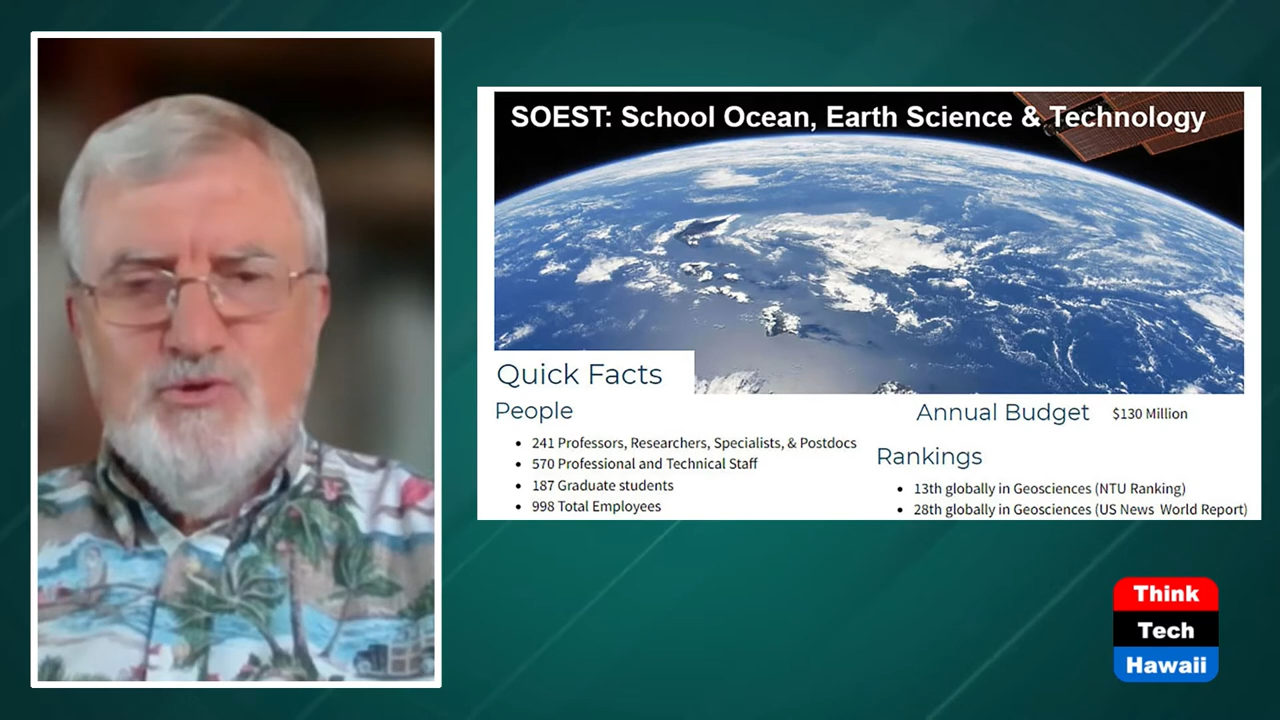 SOEST: School Ocean, Earth Science & Technology
Quick Facts
People
• 241 Professors, Researchers, Specialists, & Postdocs
• 570 Professional and Technical Staff
• 187 Graduate students
• 998 Total Employees
Annual Budget $130 Million
Rankings
• 13th globally in Geosciences (NTU Ranking)
• 28th globally in Geosciences (US News World Report)
Think
Tech
Hawaii